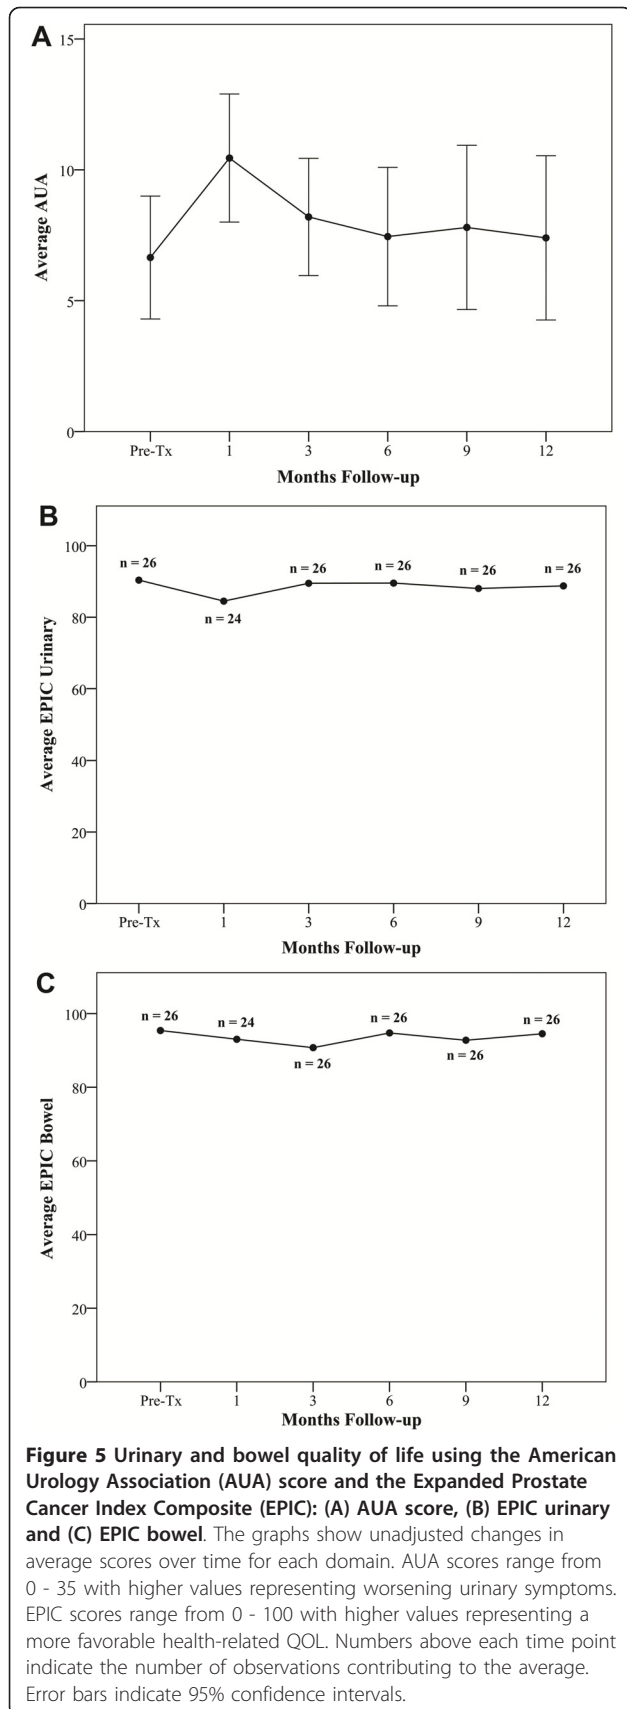 A
15
10
5
0
Average AUA
Pre-Tx 1 3 6 9 12
Months Follow-up
B
100
80
60
40
20
0
Average EPIC Urinary
n = 26
n = 24
n = 26
n = 26
n = 26
n = 26
Pre-Tx 1 3 6 9 12
Months Follow-up
C
100
80
60
40
20
0
Average EPIC Bowel
n = 26
n = 24
n = 26
n = 26
n = 26
n = 26
Pre-Tx 1 3 6 9 12
Months Follow-up
Figure 5 Urinary and bowel quality of life using the American
Urology Association (AUA) score and the Expanded Prostate
Cancer Index Composite (EPIC): (A) AUA score, (B) EPIC urinary
and (C) EPIC bowel. The graphs show unadjusted changes in
average scores over time for each domain. AUA scores range from
0 - 35 with higher values representing worsening urinary symptoms.
EPIC scores range from 0 - 100 with higher values representing a
more favorable health-related QOL. Numbers above each time point
indicate the number of observations contributing to the average.
Error bars indicate 95% confidence intervals.